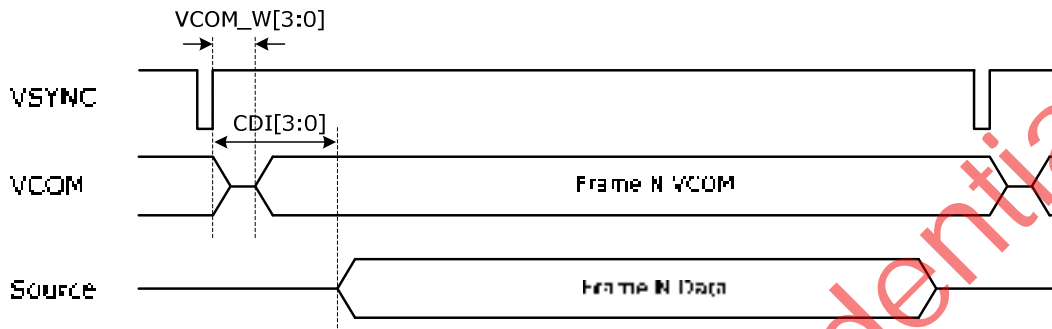 VCOM_W[3:0]
VSYNC
CDI[3:0]
VCOM
Frame N VCOM
Source
Frame N Data